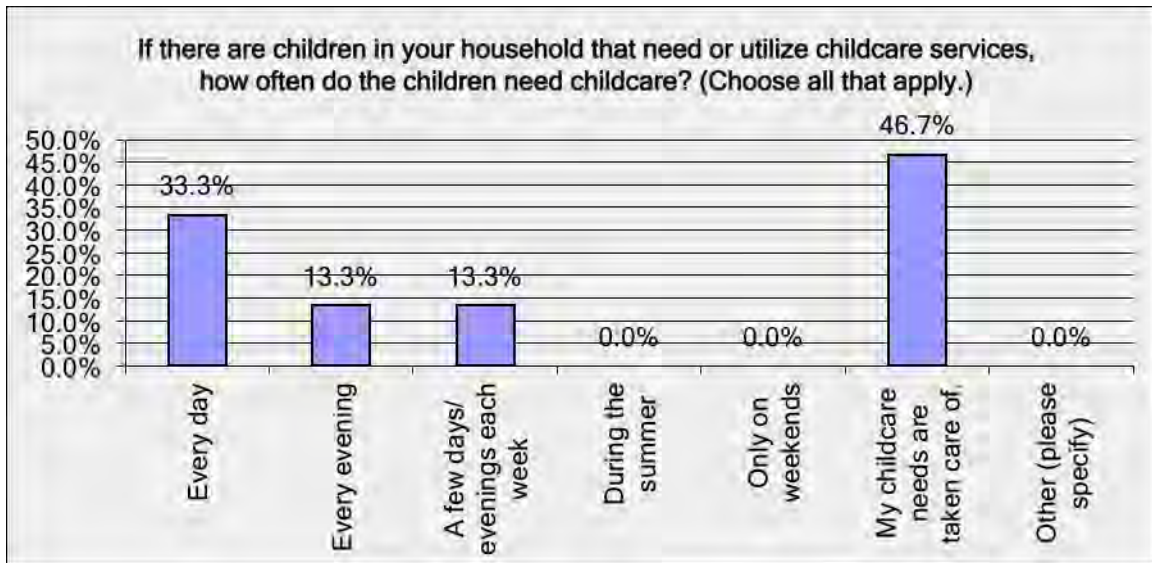 If there are children in your household that need or utilize childcare services,
how often do the children need childcare? (Choose all that apply.)
50.0%
45.0%
40.0%
35.0%
30.0%
25.0%
20.0%
15.0%
10.0%
5.0%
0.0%
33.3%
13.3%
13.3%
0.0%
0.0%
46.7%
0.0%
Every day
Every evening
A few days/
evenings each
week
During the
summer
Only on
weekends
My childcare
needs are
taken care of.
Other (please
specify)